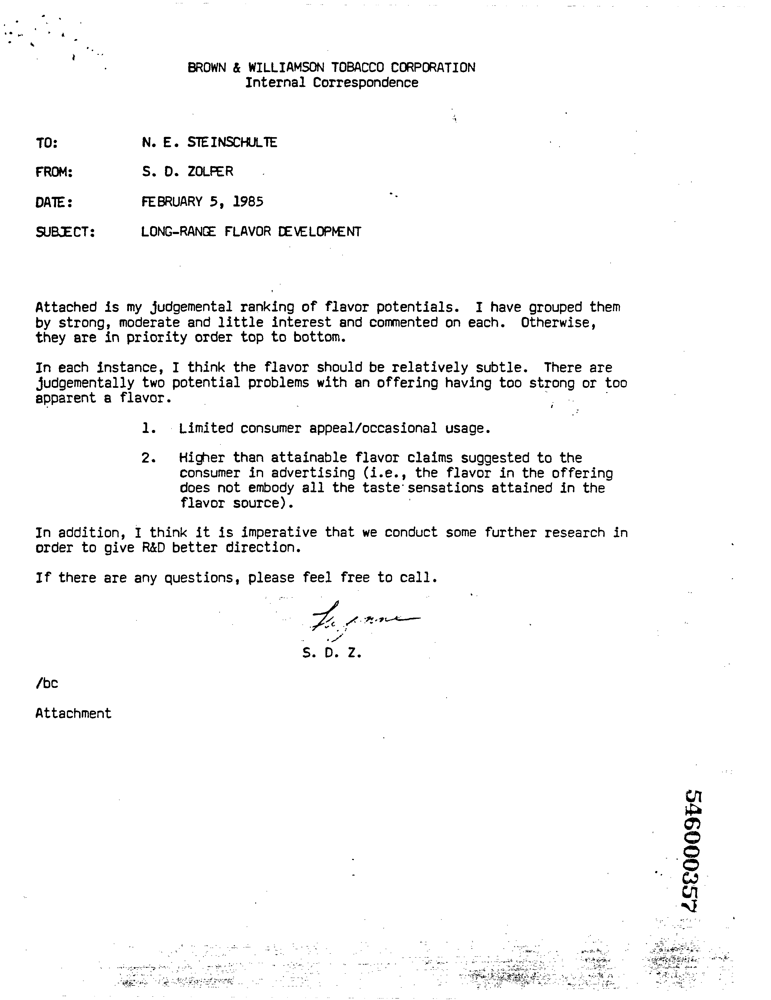 BROWN & WILLIAMSON TOBACCO CORPORATION
Internal Correspondence
TO: N. E. STEINSCHULTE
FROM: S. D. ZOLPER
DATE: FEBRUARY 5, 1985
SUBJECT: LONG-RANGE FLAVOR DEVELOPMENT
Attached is my judgemental ranking of flavor potentials. I have grouped them
by strong, moderate and little interest and commented on each. Otherwise,
they are in priority order top to bottom.
In each instance, I think the flavor should be relatively subtle. There are
judgementally two potential problems with an offering having too strong or too
apparent a flavor.
1. Limited consumer appeal/occasional usage.
2. Higher than attainable flavor claims suggested to the
consumer in advertising (i.e., the flavor in the offering
does not embody all the taste sensations attained in the
flavor source).
In addition, I think it is imperative that we conduct some further research in
order to give R&D better direction.
If there are any questions, please feel free to call.
S. D. Z.
/bc
Attachment
546000357